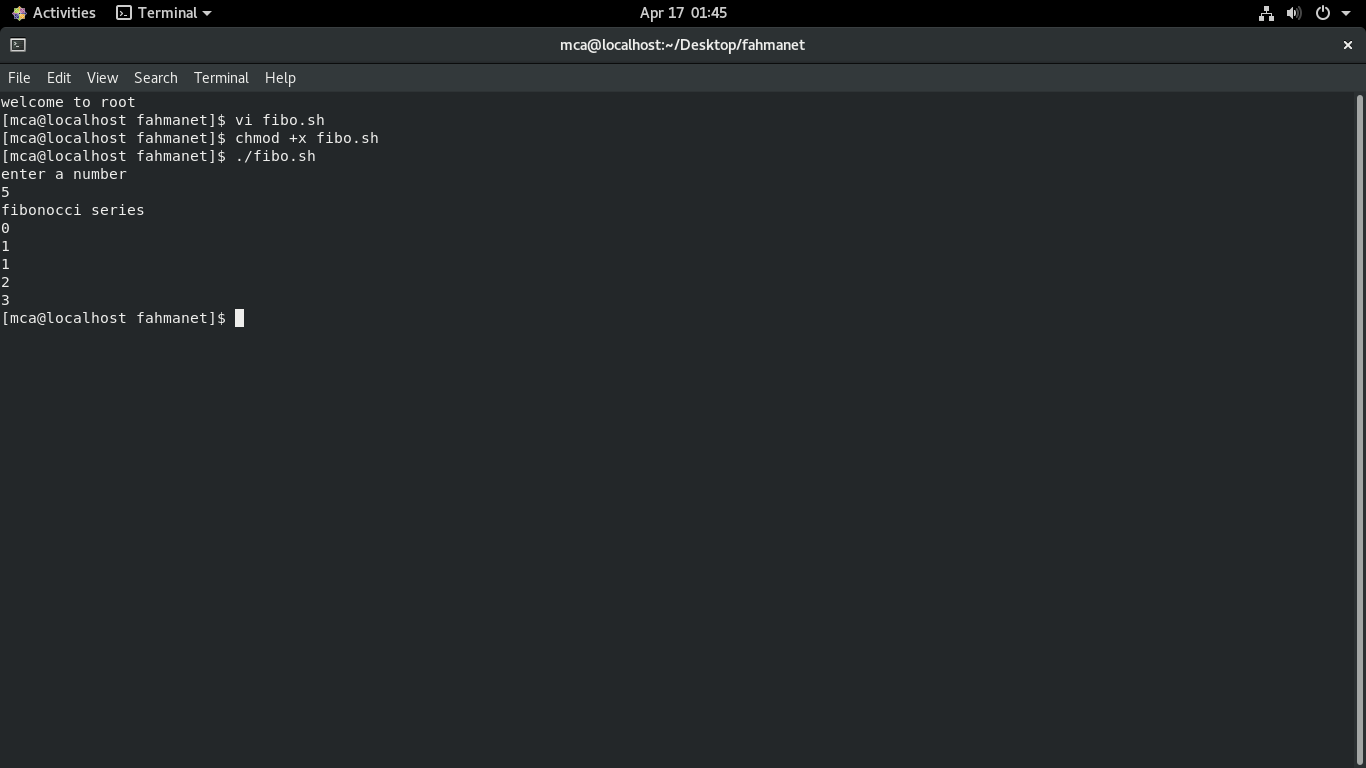 Activities Terminal Apr 17 01:45
mca@localhost:~/Desktop/fahmanet
File Edit View Search Terminal Help
welcome to root
[mca@localhost fahmanet]$ vi fibo.sh
[mca@localhost fahmanet]$ chmod +x fibo.sh
[mca@localhost fahmanet]$ ./fibo.sh
enter a number
5
fibonocci series
0
1
1
2
3
[mca@localhost fahmanet]$